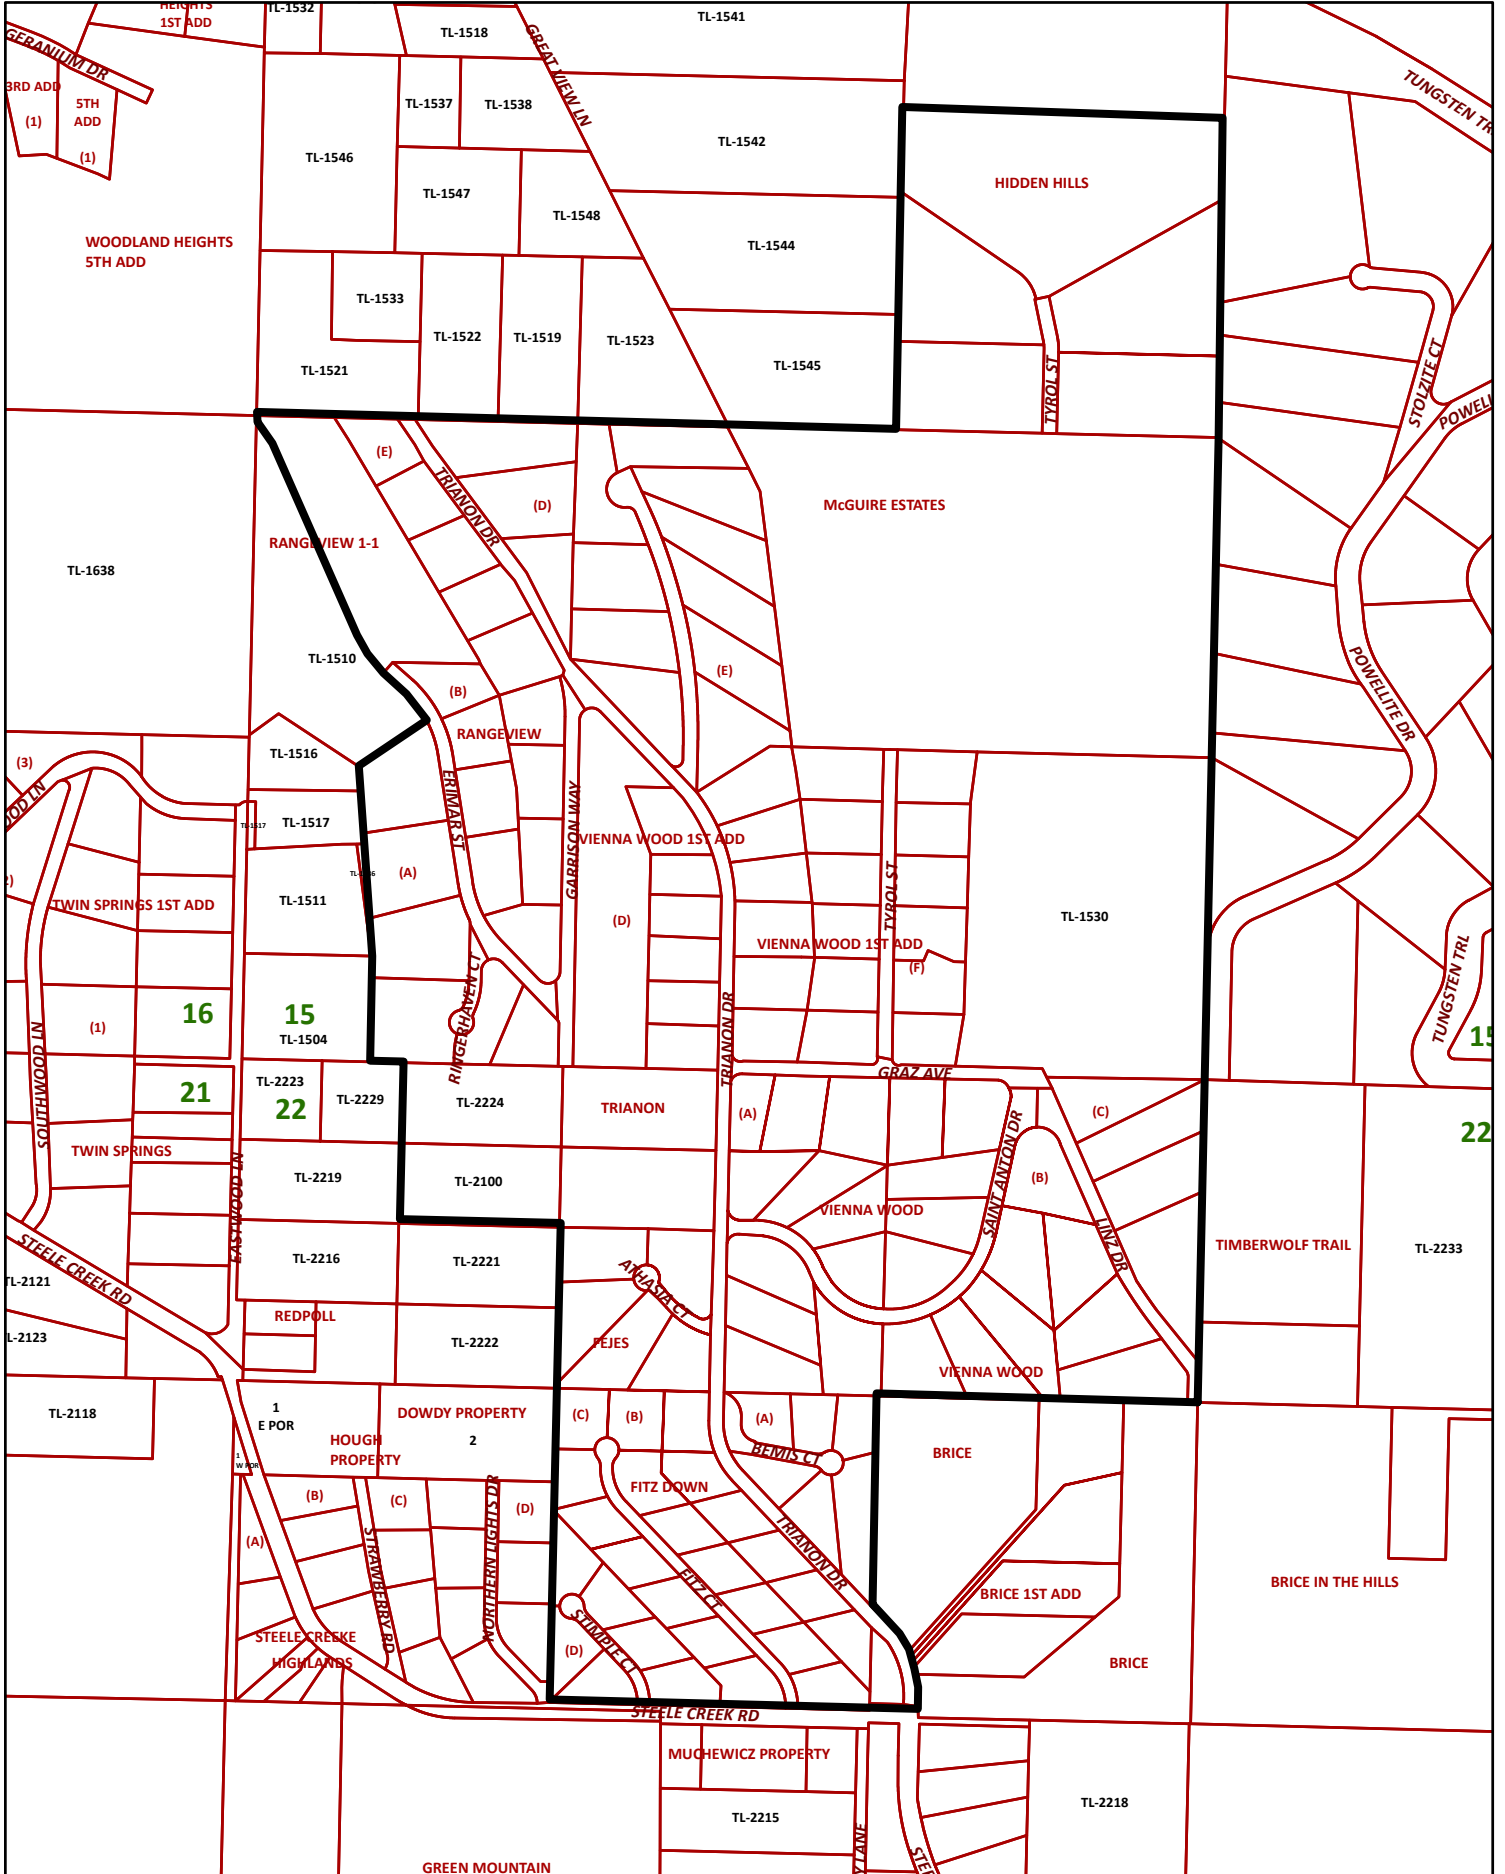 HEIGHTS
1ST ADD
TL-1532
TL-1518
TL-1541
GERANIUM DR
GREAT VIEW LN
TUNGSTEN TR
3RD ADD
(1)
5TH
ADD
(1)
TL-1537
TL-1538
TL-1542
TL-1546
HIDDEN HILLS
TL-1547
TL-1548
WOODLAND HEIGHTS
5TH ADD
TL-1544
TL-1533
TL-1522
TL-1519
TL-1523
TL-1521
TL-1545
TYROL ST
STOLZITE CT
POWELL
(E)
TRIANON DR
(D)
McGUIRE ESTATES
RANGEVIEW 1-1
TL-1638
TL-1510
(E)
(B)
POWELLITE DR
RANGEVIEW
TL-1516
(3)
OOD LN
ERIMAR ST
GARRISON WAY
TL-1517
TL-1517
VIENNA WOOD 1ST ADD
(A)
TYROL ST
TWIN SPRINGS 1ST ADD
TL-1511
(D)
TL-1530
VIENNA WOOD 1ST ADD
(F)
RINGERHAVEN CT
TRIANON DR
TUNGSTEN TRL
16
15
(1)
TL-1504
15
SOUTHWOOD LN
GRAZ AVE
21
TL-2223
22
TL-2229
TL-2224
TRIANON
(A)
(C)
22
SAINT ANTON DR
TWIN SPRINGS
EASTWOOD LN
TL-2219
TL-2100
(B)
VIENNA WOOD
LINZ DR
STEELE CREEK RD
TL-2216
TL-2221
TIMBERWOLF TRAIL
TL-2233
TL-2121
ATHASIA CT
REDPOLL
L-2123
TL-2222
FEJES
VIENNA WOOD
TL-2118
1
E POR
DOWDY PROPERTY
2
(C)
(B)
(A)
HOUGH
PROPERTY
1
W POR
BEMIS CT
BRICE
FITZ DOWN
(B)
(C)
(D)
(A)
STRAWBERRY RD
NORTHERN LIGHTS DR
TRIANON DR
FITZ CT
BRICE 1ST ADD
BRICE IN THE HILLS
STEELE CREEKE
HIGHLANDS
(D)
STIMPLE CT
BRICE
STEELE CREEK RD
MUCHEWICZ PROPERTY
TL-2215
TL-2218
Y LANE
STEE
GREEN MOUNTAIN